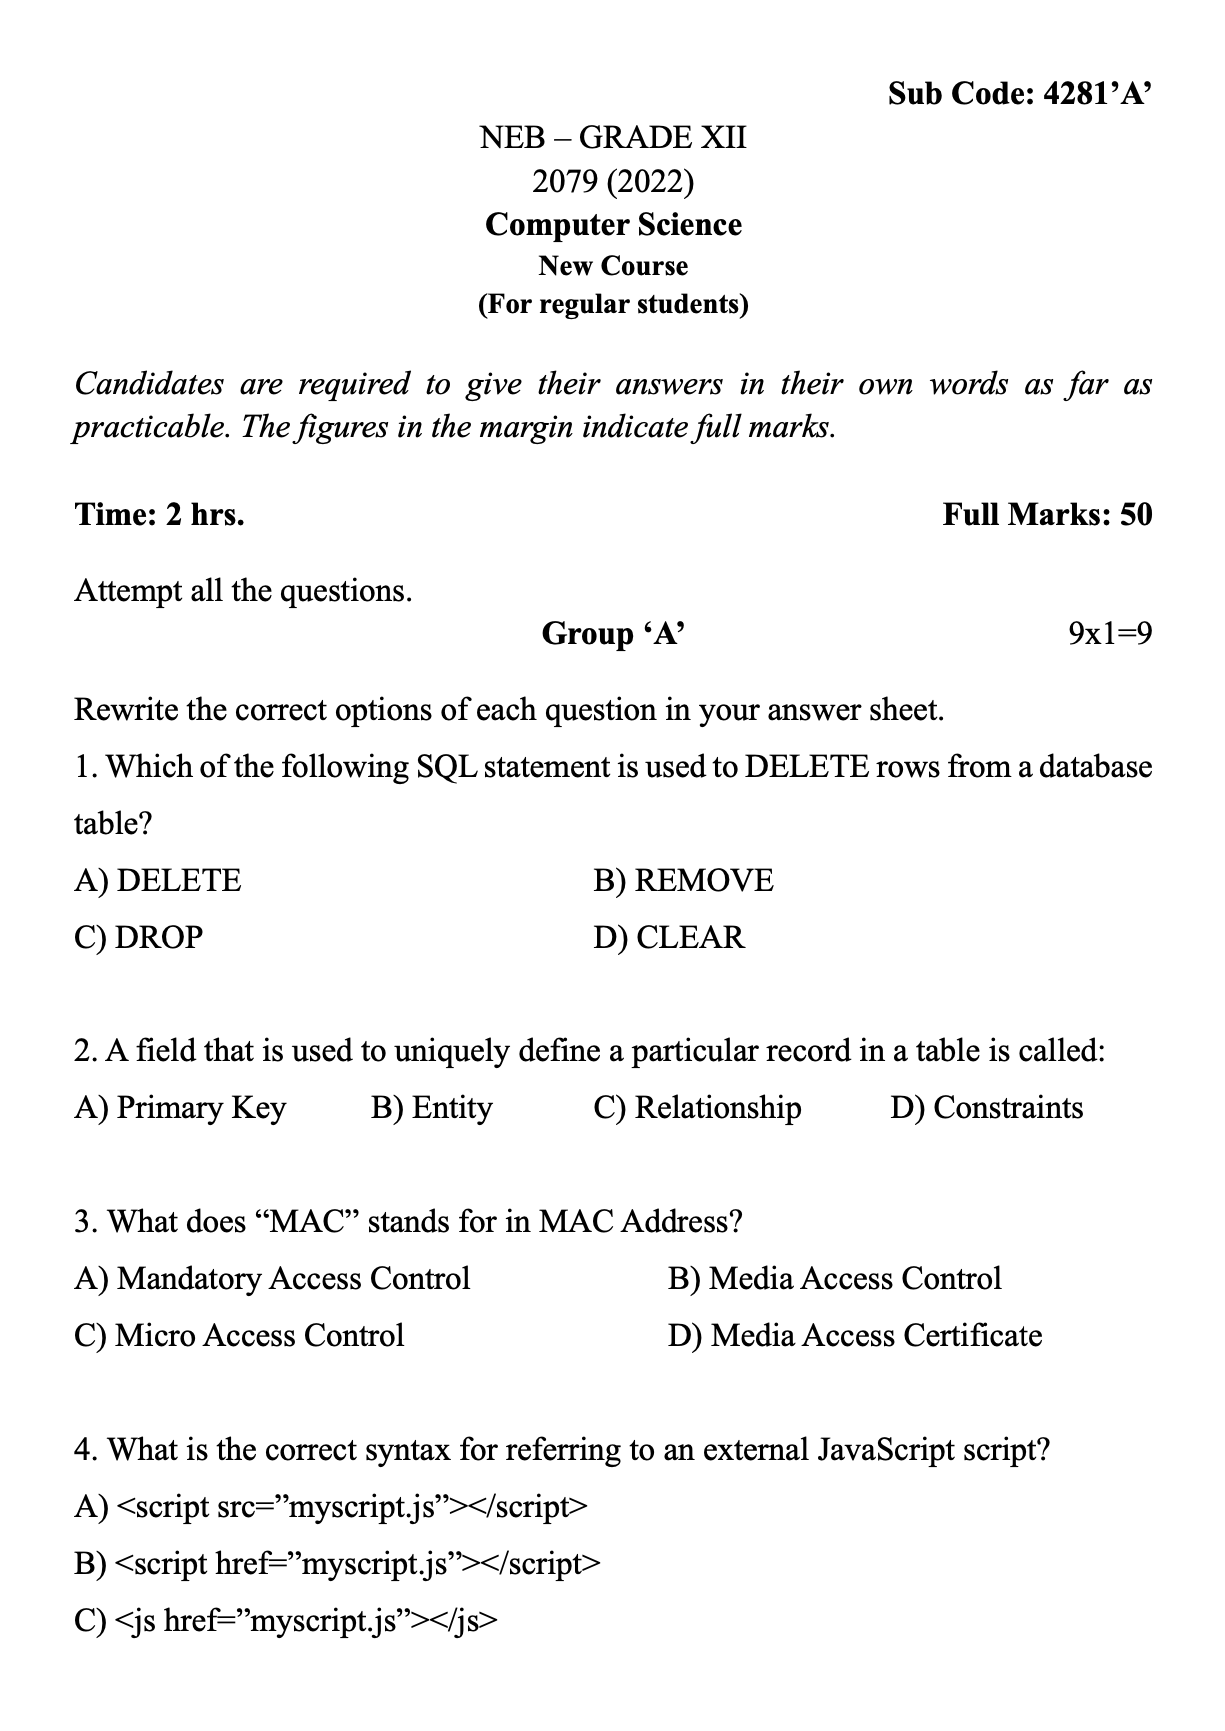 Sub Code: 4281’A’
NEB – GRADE XII
2079 (2022)
Computer Science
New Course
(For regular students)
Candidates are required to give their answers in their own words as far as
practicable. The figures in the margin indicate full marks.
Time: 2 hrs. Full Marks: 50
Attempt all the questions.
Group ‘A’ 9x1=9
Rewrite the correct options of each question in your answer sheet.
1. Which of the following SQL statement is used to DELETE rows from a database
table?
A) DELETE B) REMOVE
C) DROP D) CLEAR
2. A field that is used to uniquely define a particular record in a table is called:
A) Primary Key B) Entity C) Relationship D) Constraints
3. What does “MAC” stands for in MAC Address?
A) Mandatory Access Control B) Media Access Control
C) Micro Access Control D) Media Access Certificate
4. What is the correct syntax for referring to an external JavaScript script?
A) <script src=”myscript.js”></script>
B) <script href=”myscript.js”></script>
C) <js href=”myscript.js”></js>